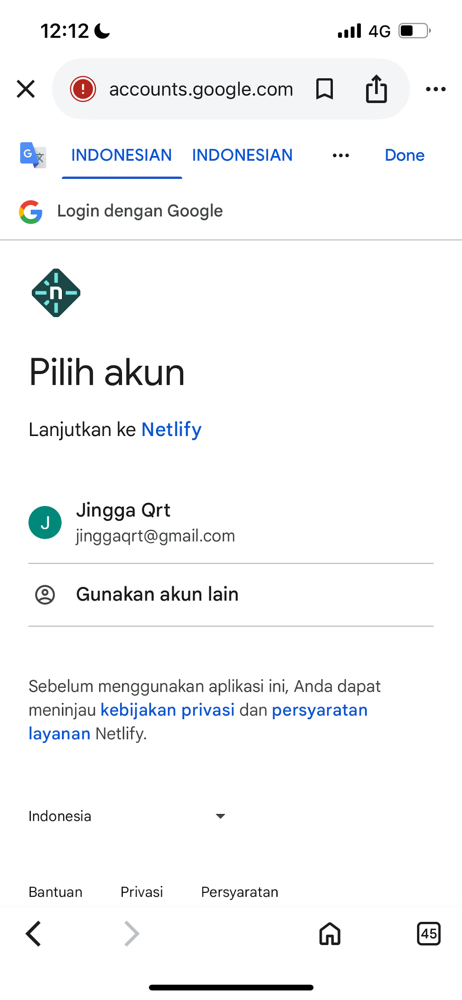 12:12
4G
accounts.google.com
INDONESIAN INDONESIAN Done
Login dengan Google
Pilih akun
Lanjutkan ke Netlify
J
Jingga Qrt
jinggaqrt@gmail.com
Gunakan akun lain
Sebelum menggunakan aplikasi ini, Anda dapat
meninjau kebijakan privasi dan persyaratan
layanan Netlify.
Indonesia
Bantuan Privasi Persyaratan
45